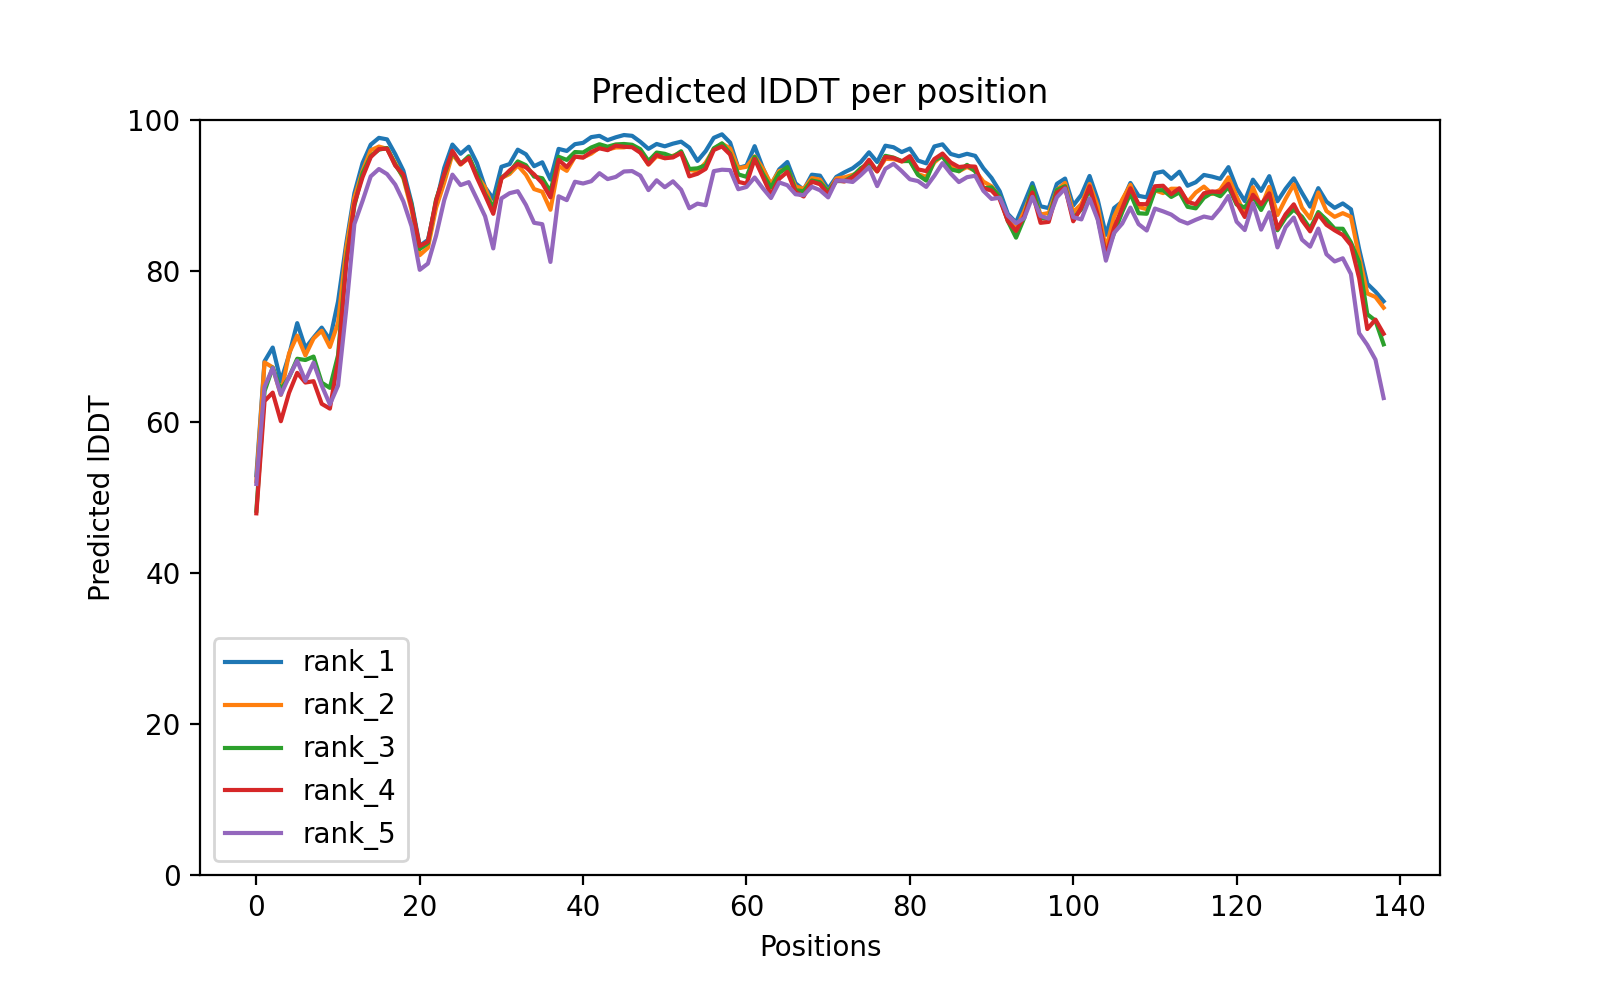 Predicted lDDT per position
100
80
60
40
20
0
Predicted lDDT
rank_1
rank_2
rank_3
rank_4
rank_5
0 20 40 60 80 100 120 140
Positions